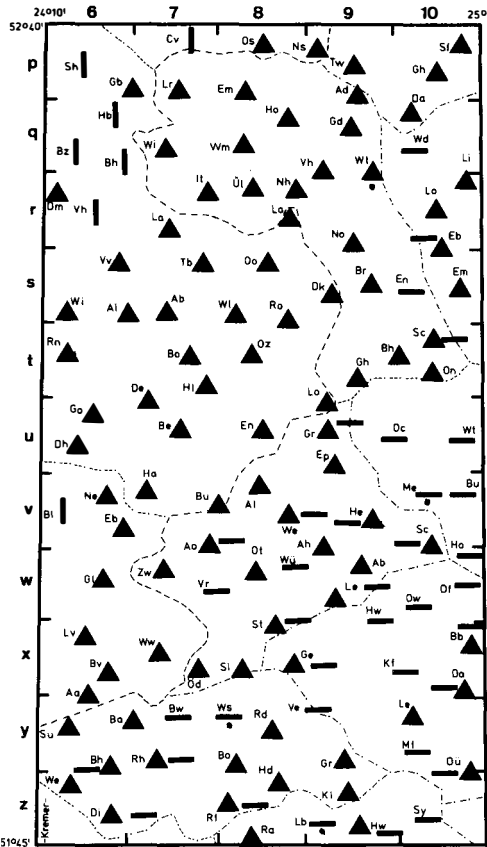 6 7 8 9 10
24°10' 25°
52°40'
Cv Os Ns Sl
p Sh Tw Gh
Gb Lr Em Ad Da
q Hb Ho Gd
Bz Bh Wi Wm Vh Wt Wd Li
r Dm Vh It Ül Nh Lo
La La No Eb
s Vv Tb Oo Br En Em
Dk
Wi Al Ab Wl Ro Sc
t Rn Bo Oz Bh On
De Hl Gh
Lo
u Go Be En Gr Dc Wt
Dh Ep
Ha Me Bu
v Ne Bu Al
Bl Eb We He Sc
Ao Ot Ah Ho
w Gl Zw Wü Ab
Vr Le Ow Of
St Hw
x Lv Ww Ge Bb
Bv Od Sl Kf
Aa Oa
y Su Ba Bw Ws Rd Ve Le
Mf
Bh Rh Bo Gr Ou
z We Hd Ki
Di Rf Sy
51°45' Kremer Ra Lb Hw